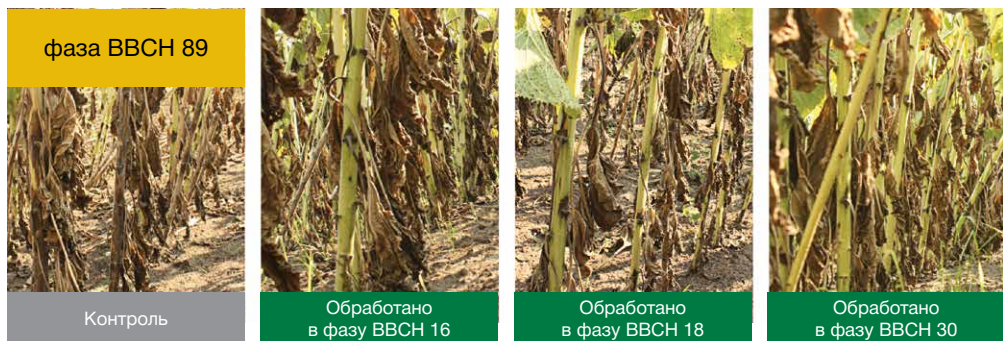 фаза BBCH 89
Контроль
Обработано
в фазу BBCH 16
Обработано
в фазу BBCH 18
Обработано
в фазу BBCH 30